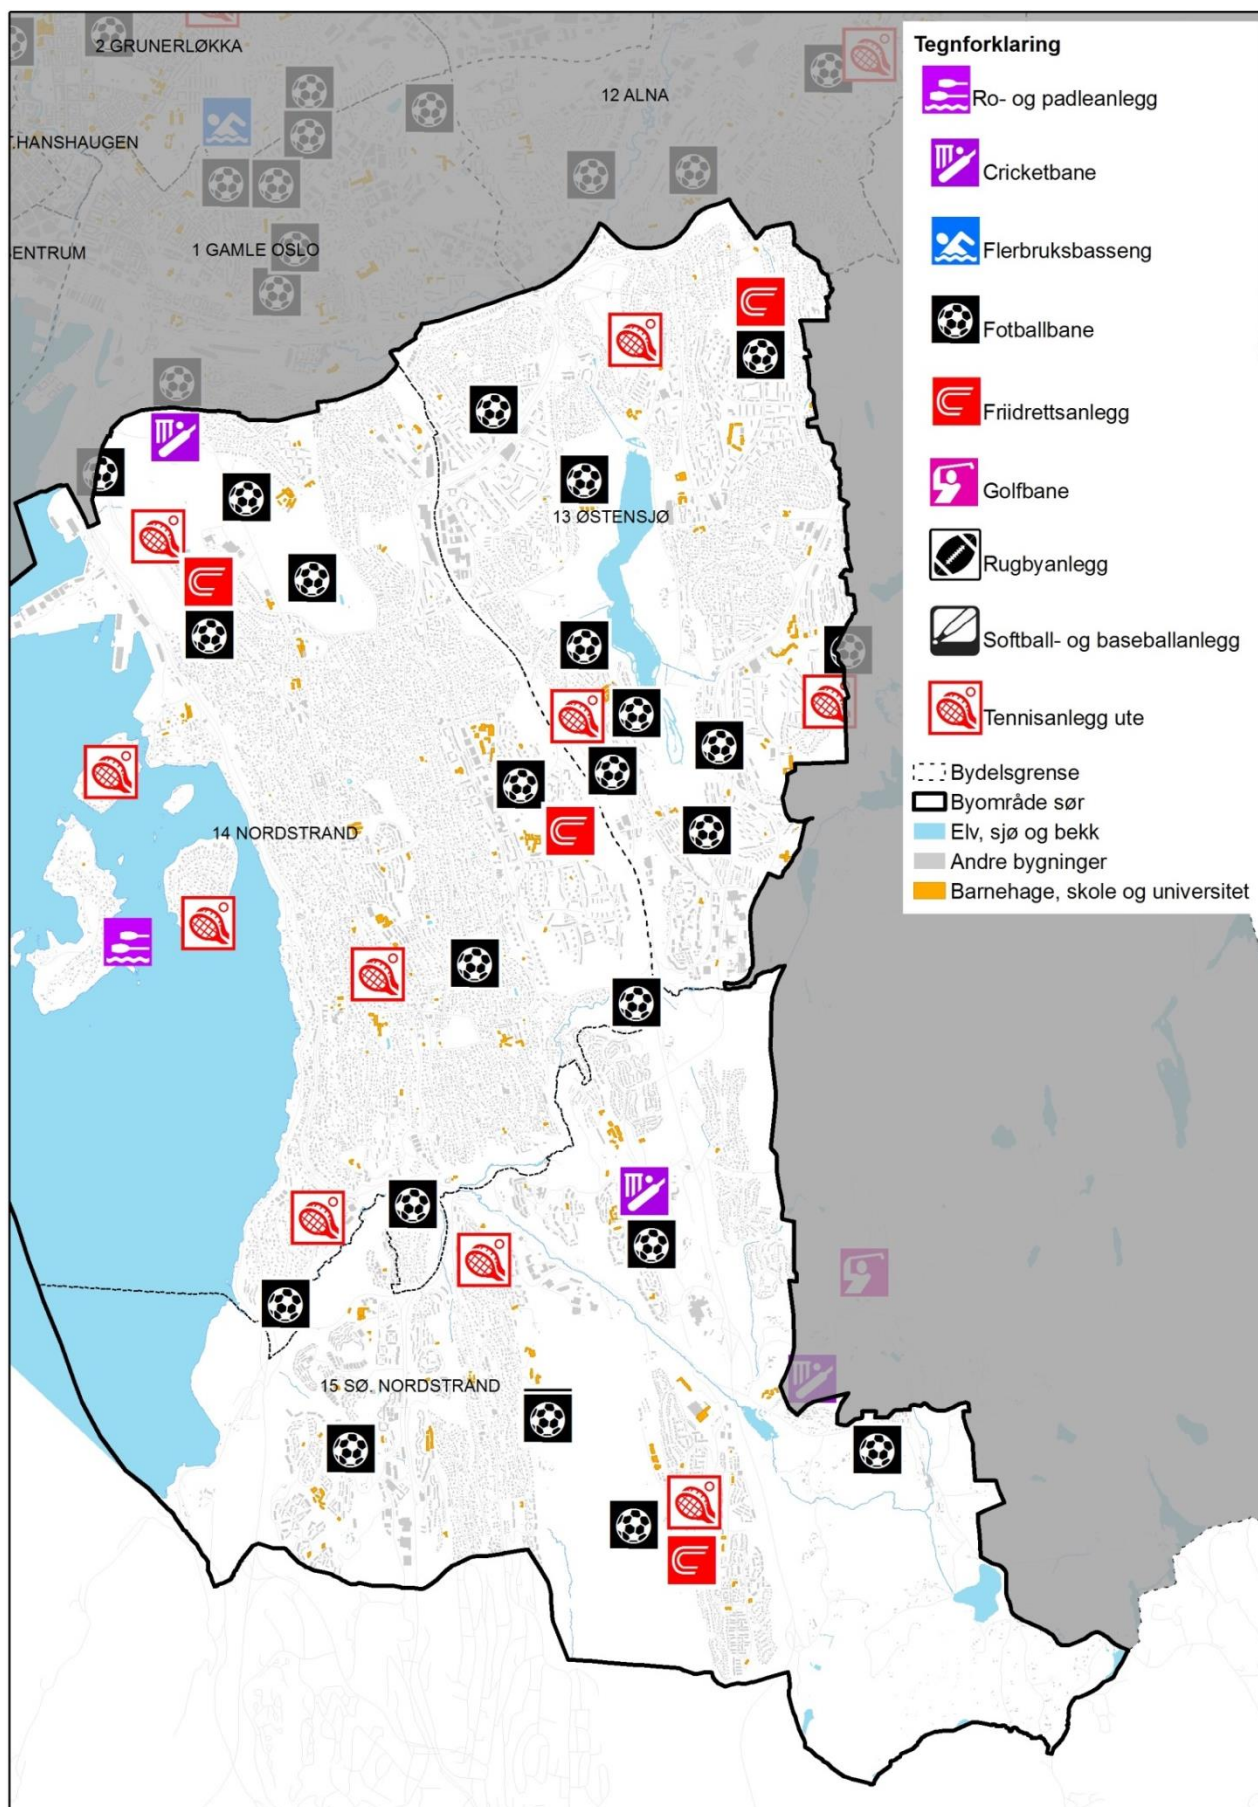 2 GRUNERLØKKA
12 ALNA
T.HANSHAUGEN
ENTRUM
1 GAMLE OSLO
13 ØSTENSJØ
14 NORDSTRAND
15 SØ. NORDSTRAND
Tegnforklaring
Ro- og padleanlegg
Cricketbane
Flerbruksbasseng
Fotballbane
Friidrettsanlegg
Golfbane
Rugbyanlegg
Softball- og baseballanlegg
Tennisanlegg ute
Bydelsgrense
Byområde sør
Elv, sjø og bekk
Andre bygninger
Barnehage, skole og universitet